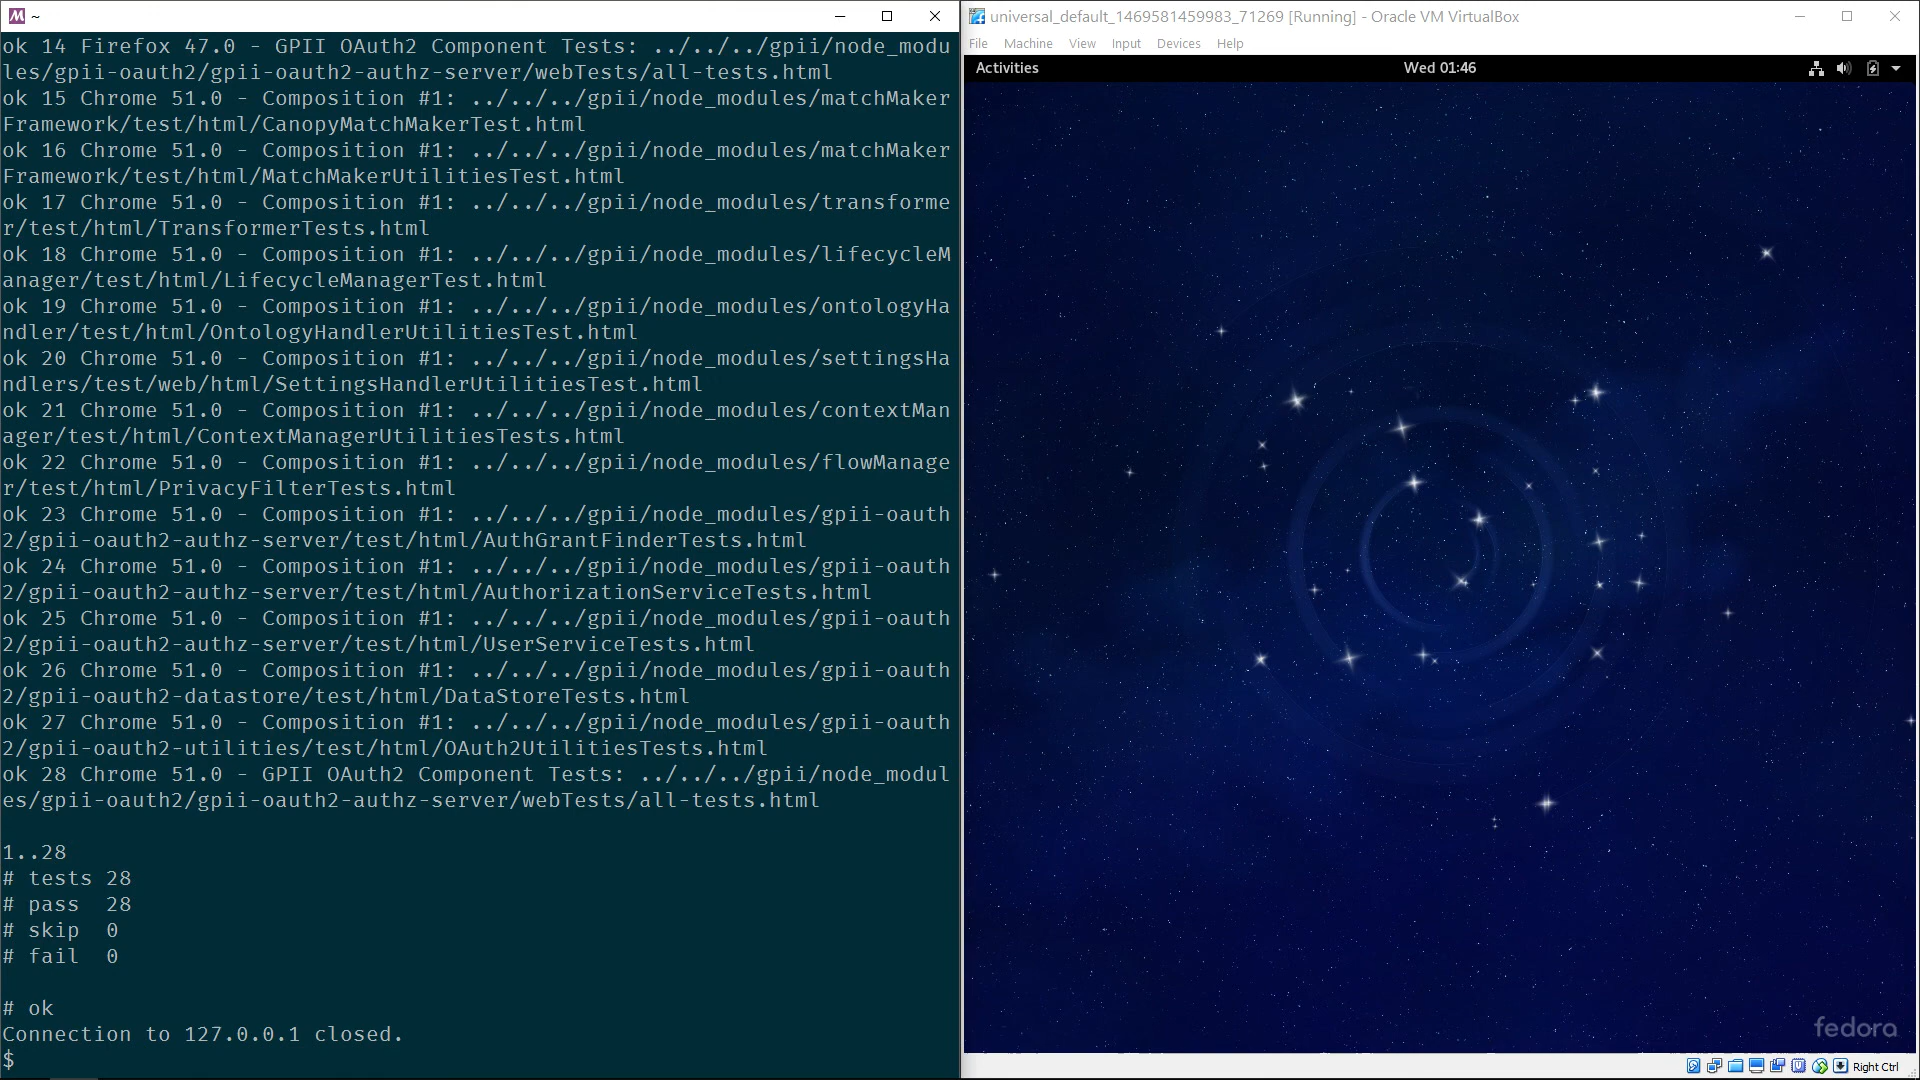 ~
ok 14 Firefox 47.0 - GPII OAuth2 Component Tests: ../../../gpii/node_modu
les/gpii-oauth2/gpii-oauth2-authz-server/webTests/all-tests.html
ok 15 Chrome 51.0 - Composition #1: ../../../gpii/node_modules/matchMaker
Framework/test/html/CanopyMatchMakerTest.html
ok 16 Chrome 51.0 - Composition #1: ../../../gpii/node_modules/matchMaker
Framework/test/html/MatchMakerUtilitiesTest.html
ok 17 Chrome 51.0 - Composition #1: ../../../gpii/node_modules/transforme
r/test/html/TransformerTests.html
ok 18 Chrome 51.0 - Composition #1: ../../../gpii/node_modules/lifecycleM
anager/test/html/LifecycleManagerTest.html
ok 19 Chrome 51.0 - Composition #1: ../../../gpii/node_modules/ontologyHa
ndler/test/html/OntologyHandlerUtilitiesTest.html
ok 20 Chrome 51.0 - Composition #1: ../../../gpii/node_modules/settingsHa
ndlers/test/web/html/SettingsHandlerUtilitiesTest.html
ok 21 Chrome 51.0 - Composition #1: ../../../gpii/node_modules/contextMan
ager/test/html/ContextManagerUtilitiesTests.html
ok 22 Chrome 51.0 - Composition #1: ../../../gpii/node_modules/flowManage
r/test/html/PrivacyFilterTests.html
ok 23 Chrome 51.0 - Composition #1: ../../../gpii/node_modules/gpii-oauth
2/gpii-oauth2-authz-server/test/html/AuthGrantFinderTests.html
ok 24 Chrome 51.0 - Composition #1: ../../../gpii/node_modules/gpii-oauth
2/gpii-oauth2-authz-server/test/html/AuthorizationServiceTests.html
ok 25 Chrome 51.0 - Composition #1: ../../../gpii/node_modules/gpii-oauth
2/gpii-oauth2-authz-server/test/html/UserServiceTests.html
ok 26 Chrome 51.0 - Composition #1: ../../../gpii/node_modules/gpii-oauth
2/gpii-oauth2-datastore/test/html/DataStoreTests.html
ok 27 Chrome 51.0 - Composition #1: ../../../gpii/node_modules/gpii-oauth
2/gpii-oauth2-utilities/test/html/OAuth2UtilitiesTests.html
ok 28 Chrome 51.0 - GPII OAuth2 Component Tests: ../../../gpii/node_modul
es/gpii-oauth2/gpii-oauth2-authz-server/webTests/all-tests.html
1..28
# tests 28
# pass  28
# skip  0
# fail  0
# ok
Connection to 127.0.0.1 closed.
$
universal_default_1469581459983_71269 [Running] - Oracle VM VirtualBox
File Machine View Input Devices Help
Activities Wed 01:46
fedora
Right Ctrl